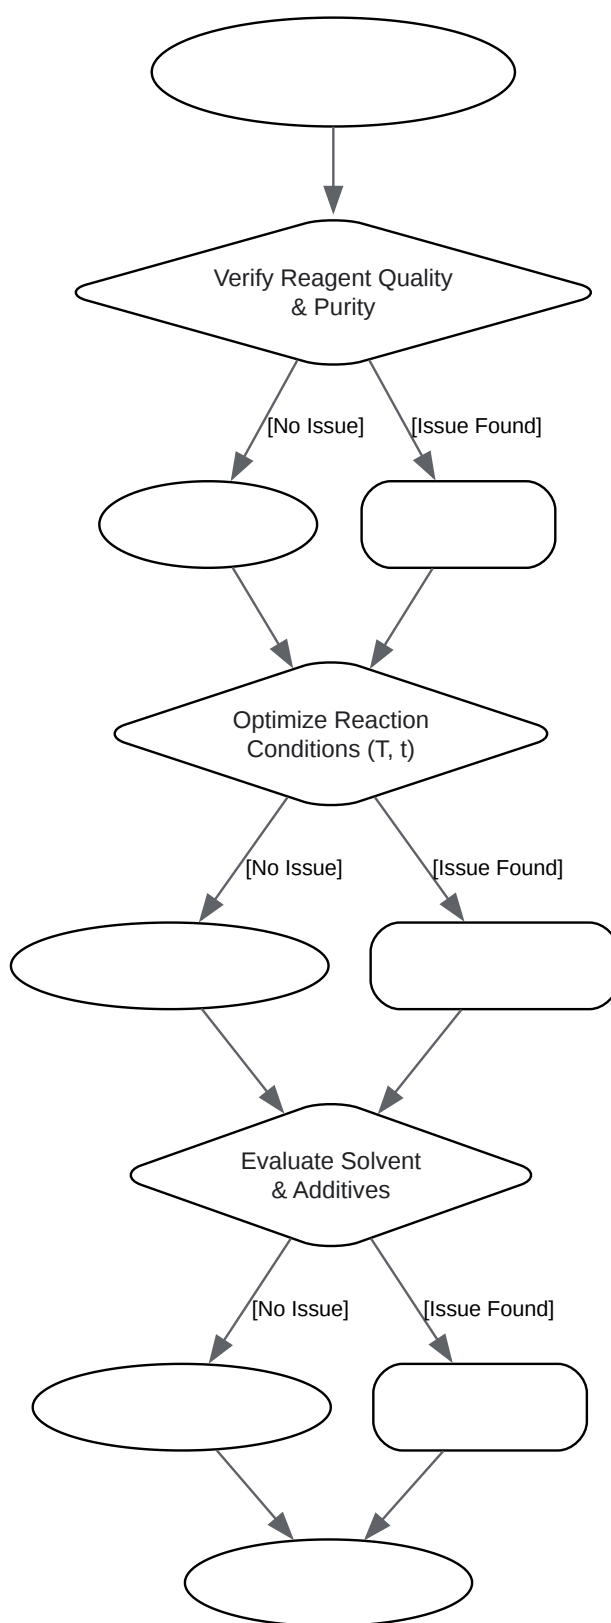 Verify Reagent Quality
& Purity
[No Issue]
[Issue Found]
Optimize Reaction
Conditions (T, t)
[No Issue]
[Issue Found]
Evaluate Solvent
& Additives
[No Issue]
[Issue Found]